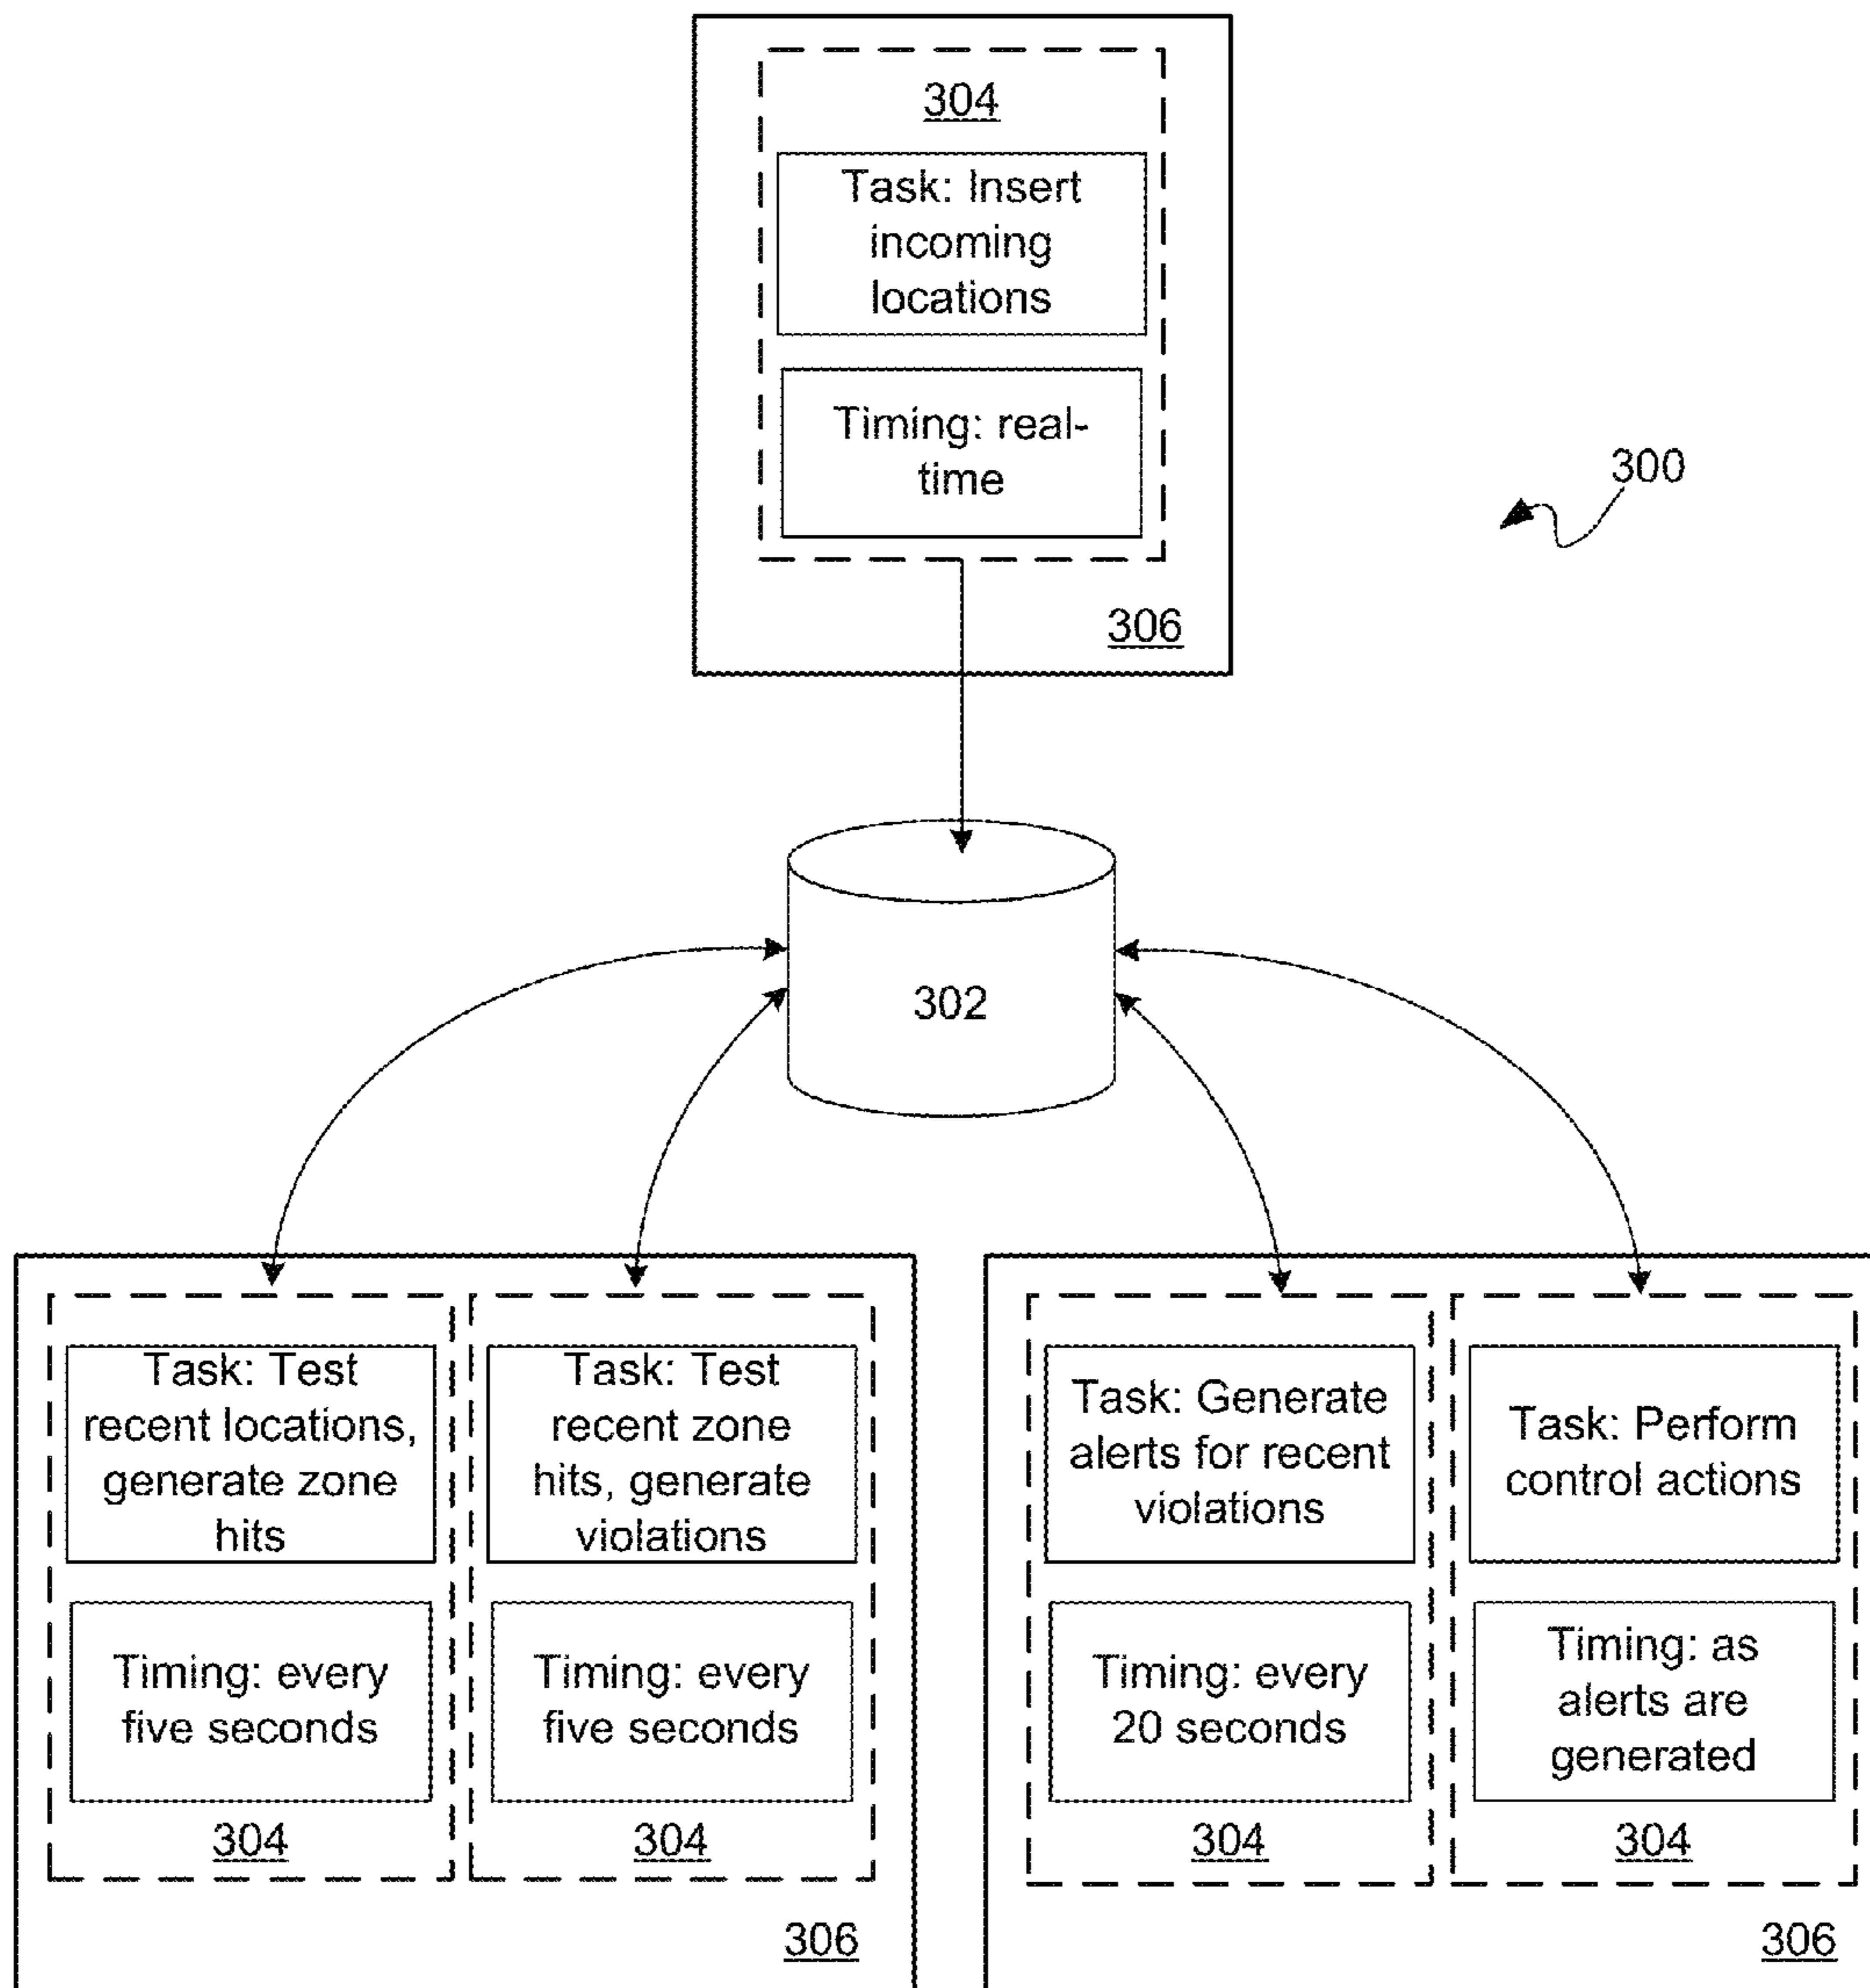 304
Task: Insert
incoming
locations
Timing: real-
time
300
306
302
Task: Test
recent locations,
generate zone
hits
Timing: every
five seconds
304
Task: Test
recent zone
hits, generate
violations
Timing: every
five seconds
304
306
Task: Generate
alerts for recent
violations
Timing: every
20 seconds
304
Task: Perform
control actions
Timing: as
alerts are
generated
304
306